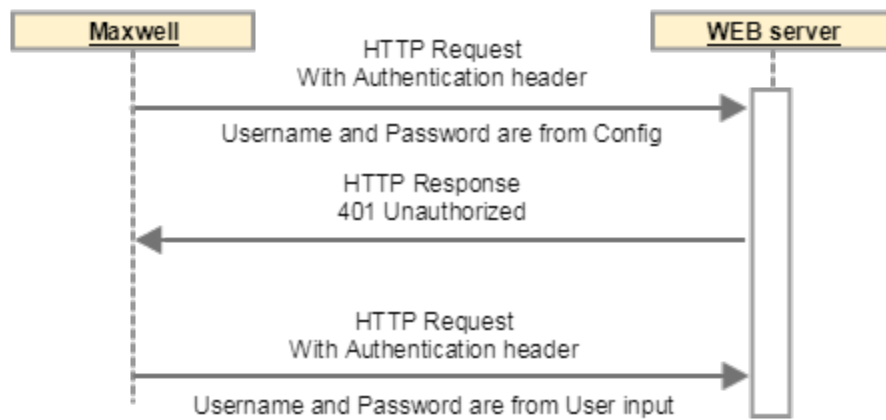 Maxwell
WEB server
HTTP Request
With Authentication header
Username and Password are from Config
HTTP Response
401 Unauthorized
HTTP Request
With Authentication header
Username and Password are from User input